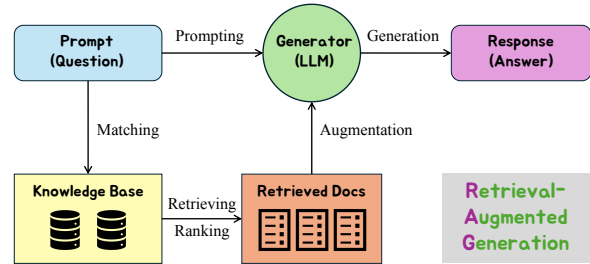 Prompt
(Question)
Prompting
Generator
(LLM)
Generation
Response
(Answer)
Matching
Augmentation
Knowledge Base
Retrieving
Ranking
Retrieved Docs
Retrieval-
Augmented
Generation